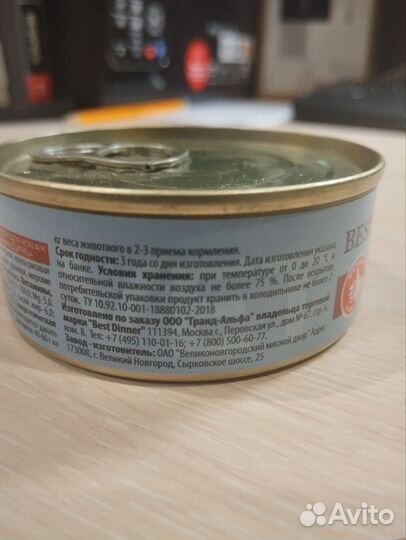 кг веса животного в 2-3 приема кормления.
Срок годности: 3 года со дня изготовления. Дата изготовления указана
на банке. Условия хранения: при температуре от 0 до 20 °C и
относительной влажности воздуха не более 75 %. После вскрытия
потребительской упаковки продукт хранить в холодильнике не более 2
сут. ТУ 10.92.10-001-18880102-2018
Изготовлено по заказу ООО "Гранд-Альфа" владельца торговой
марки "Best Dinner" 111394, Москва г., Перовская ул., дом № 67, стр. 6,
ком. 8. Тел: +7 (495) 110-01-16; +7 (800) 500-60-77.
Завод - изготовитель: ОАО "Великоновгородский мясной двор" Адрес
173008, г. Великий Новгород, Сырковское шоссе, 25
BES
Avito